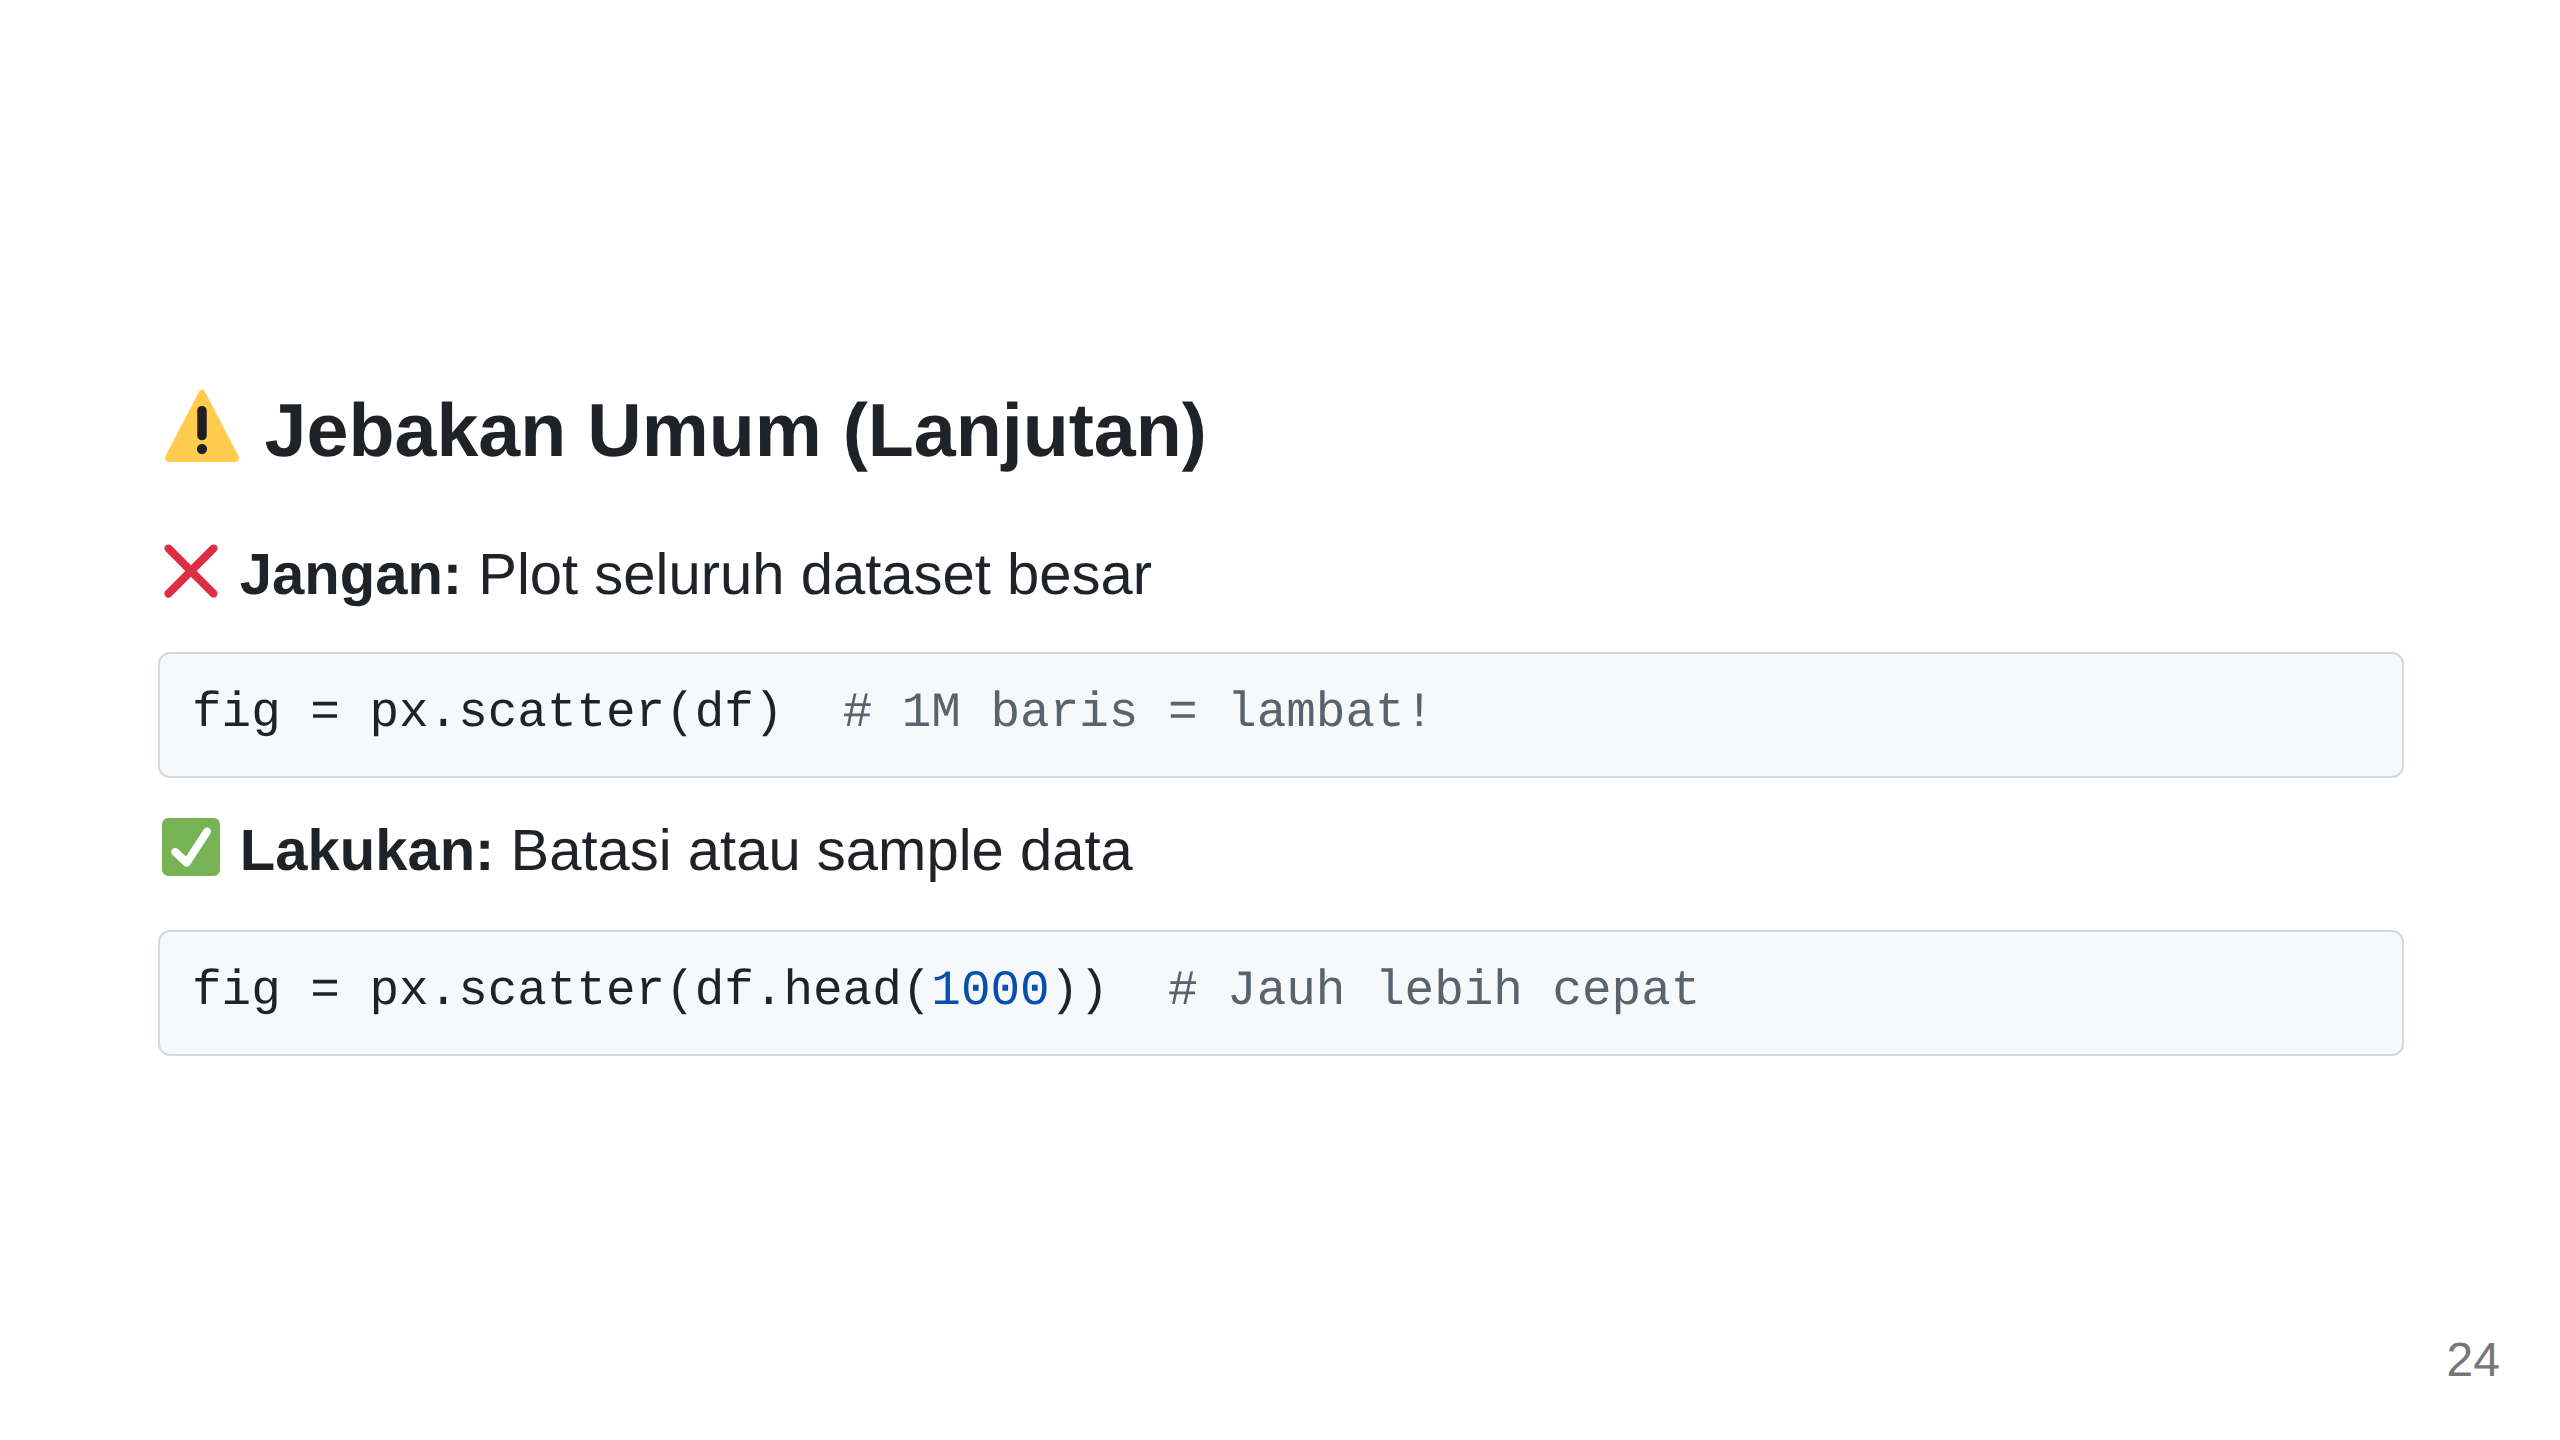 ⚠️ Jebakan Umum (Lanjutan)
❌ Jangan: Plot seluruh dataset besar
fig = px.scatter(df)  # 1M baris = lambat!
✅ Lakukan: Batasi atau sample data
fig = px.scatter(df.head(1000))  # Jauh lebih cepat
24